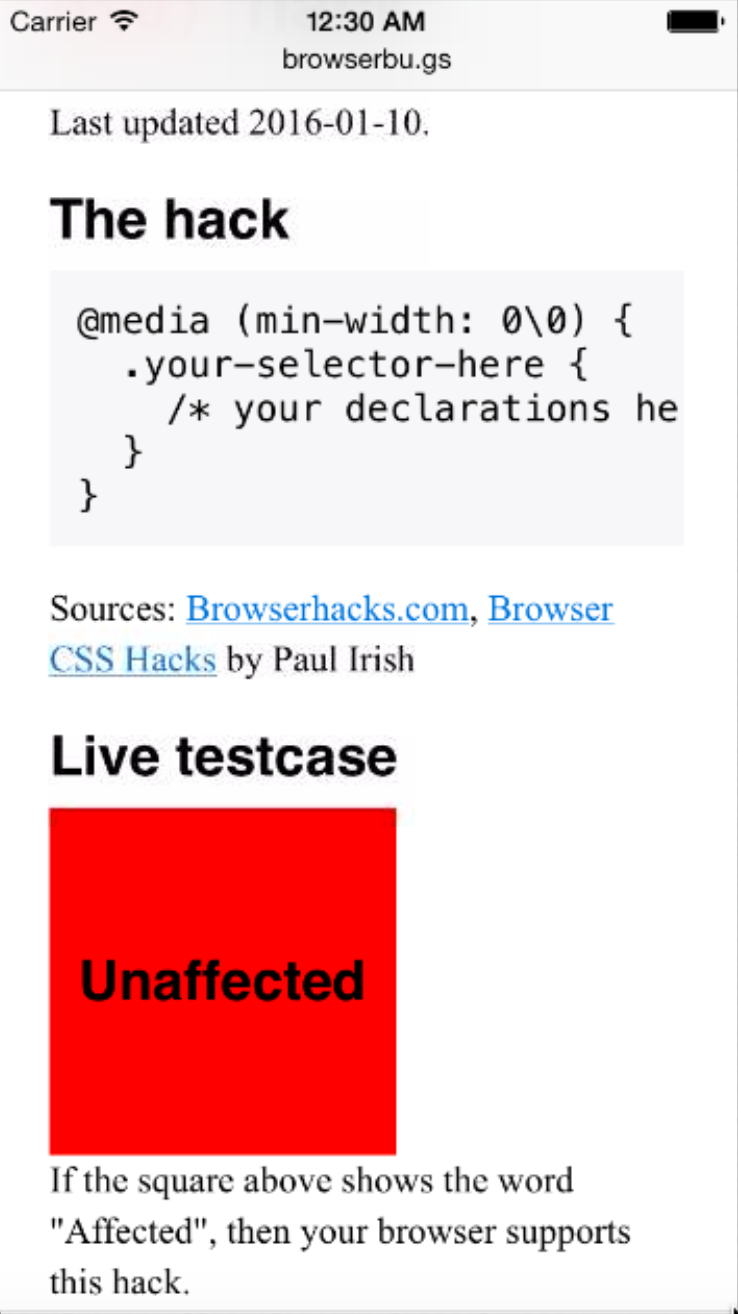 Carrier 12:30 AM
browserbu.gs
Last updated 2016-01-10.
The hack
@media (min-width: 0\0) {
  .your-selector-here {
    /* your declarations he
  }
}
Sources: Browserhacks.com, Browser
CSS Hacks by Paul Irish
Live testcase
Unaffected
If the square above shows the word
"Affected", then your browser supports
this hack.